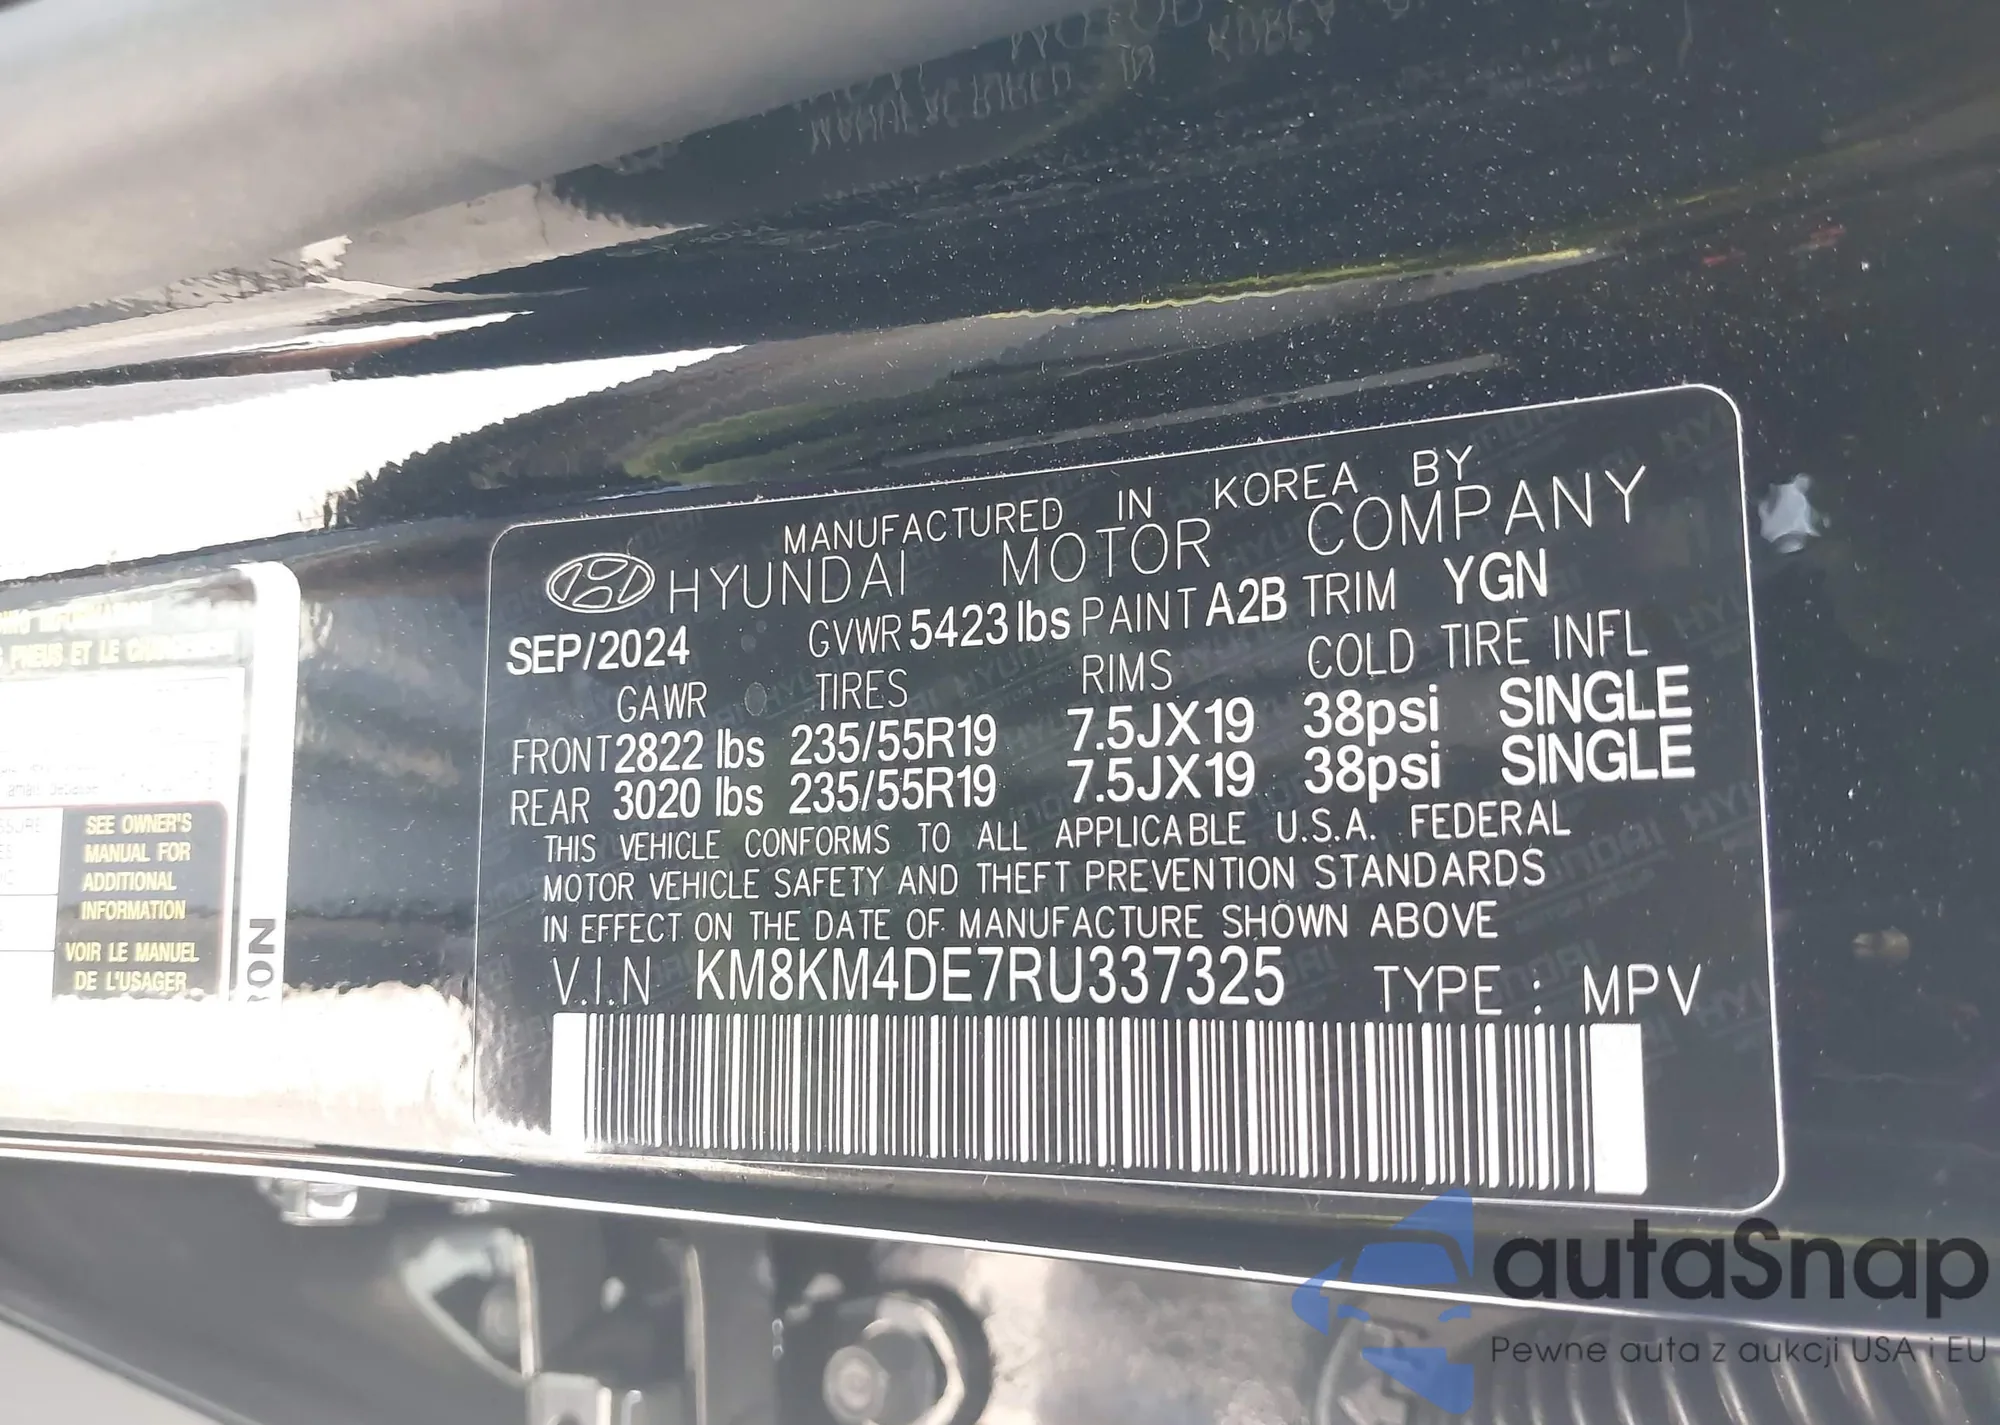 MANUFACTURED IN KOREA BY
HYUNDAI MOTOR COMPANY
SEP/2024 GVWR 5423 lbs PAINT A2B TRIM YGN
GAWR TIRES RIMS COLD TIRE INFL
FRONT 2822 lbs 235/55R19 7.5JX19 38psi SINGLE
REAR 3020 lbs 235/55R19 7.5JX19 38psi SINGLE
THIS VEHICLE CONFORMS TO ALL APPLICABLE U.S.A. FEDERAL
MOTOR VEHICLE SAFETY AND THEFT PREVENTION STANDARDS
IN EFFECT ON THE DATE OF MANUFACTURE SHOWN ABOVE
V.I.N KM8KM4DE7RU337325 TYPE : MPV
PNEUS ET LE CHARGEMENT
SEE OWNER'S
MANUAL FOR
ADDITIONAL
INFORMATION
VOIR LE MANUEL
DE L'USAGER
autaSnap
Pewne auta z aukcji USA i EU